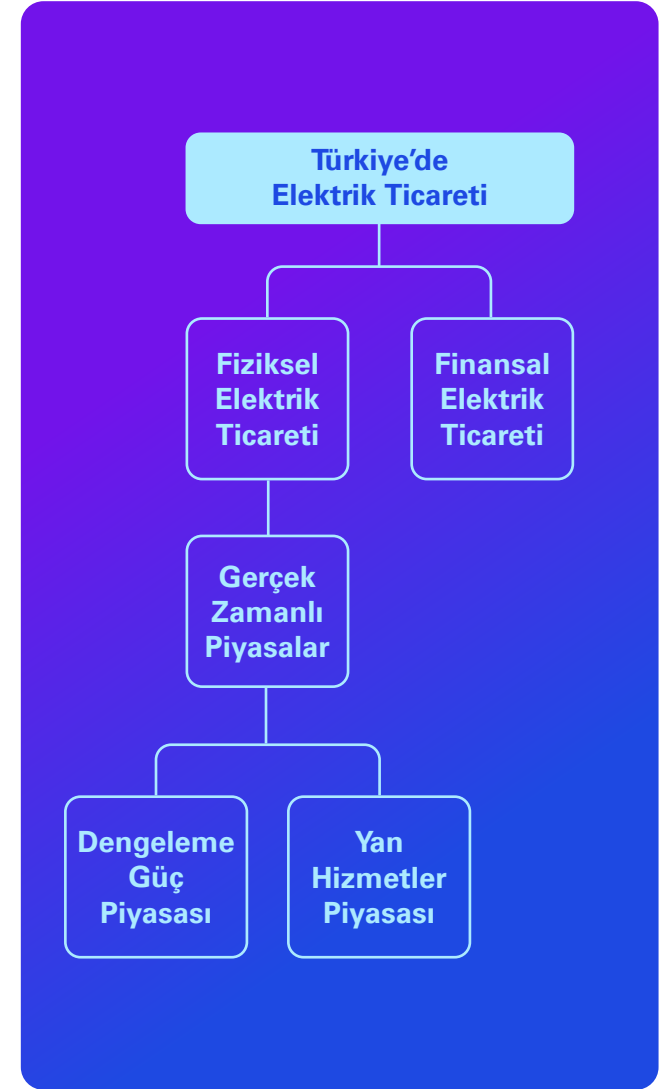 Türkiye’de
Elektrik Ticareti
Fiziksel
Elektrik
Ticareti
Finansal
Elektrik
Ticareti
Gerçek
Zamanlı
Piyasalar
Dengeleme
Güç
Piyasası
Yan
Hizmetler
Piyasası